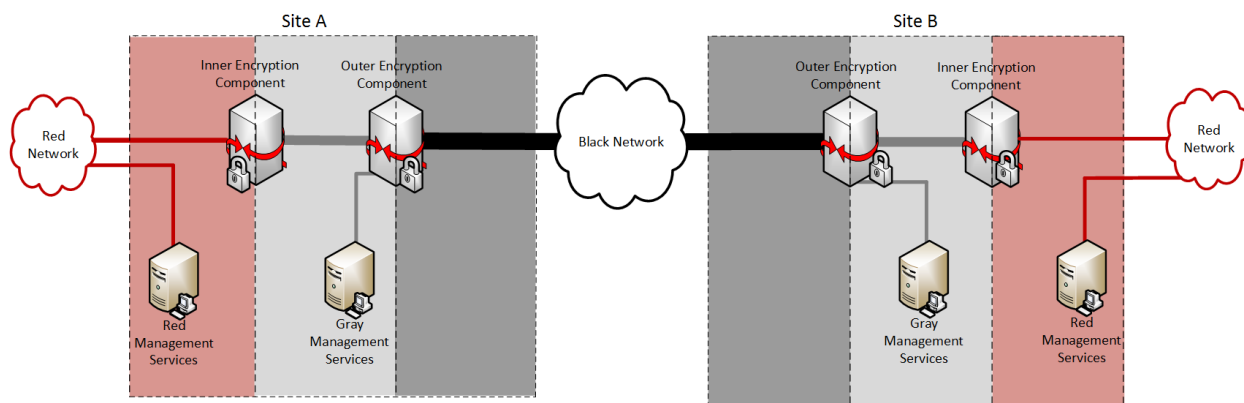 Site A
Inner Encryption
Component
Outer Encryption
Component
Red
Network
Red
Management
Services
Gray
Management
Services
Black Network
Site B
Outer Encryption
Component
Inner Encryption
Component
Red
Network
Gray
Management
Services
Red
Management
Services